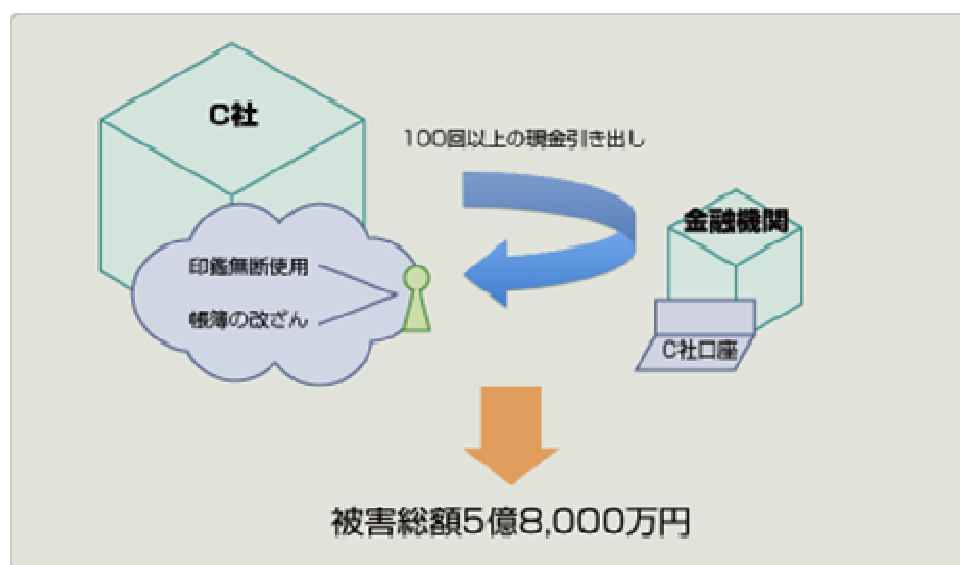 C社
100回以上の現金引き出し
金融機関
印鑑無断使用
帳簿の改ざん
C社口座
被害総額5億8,000万円